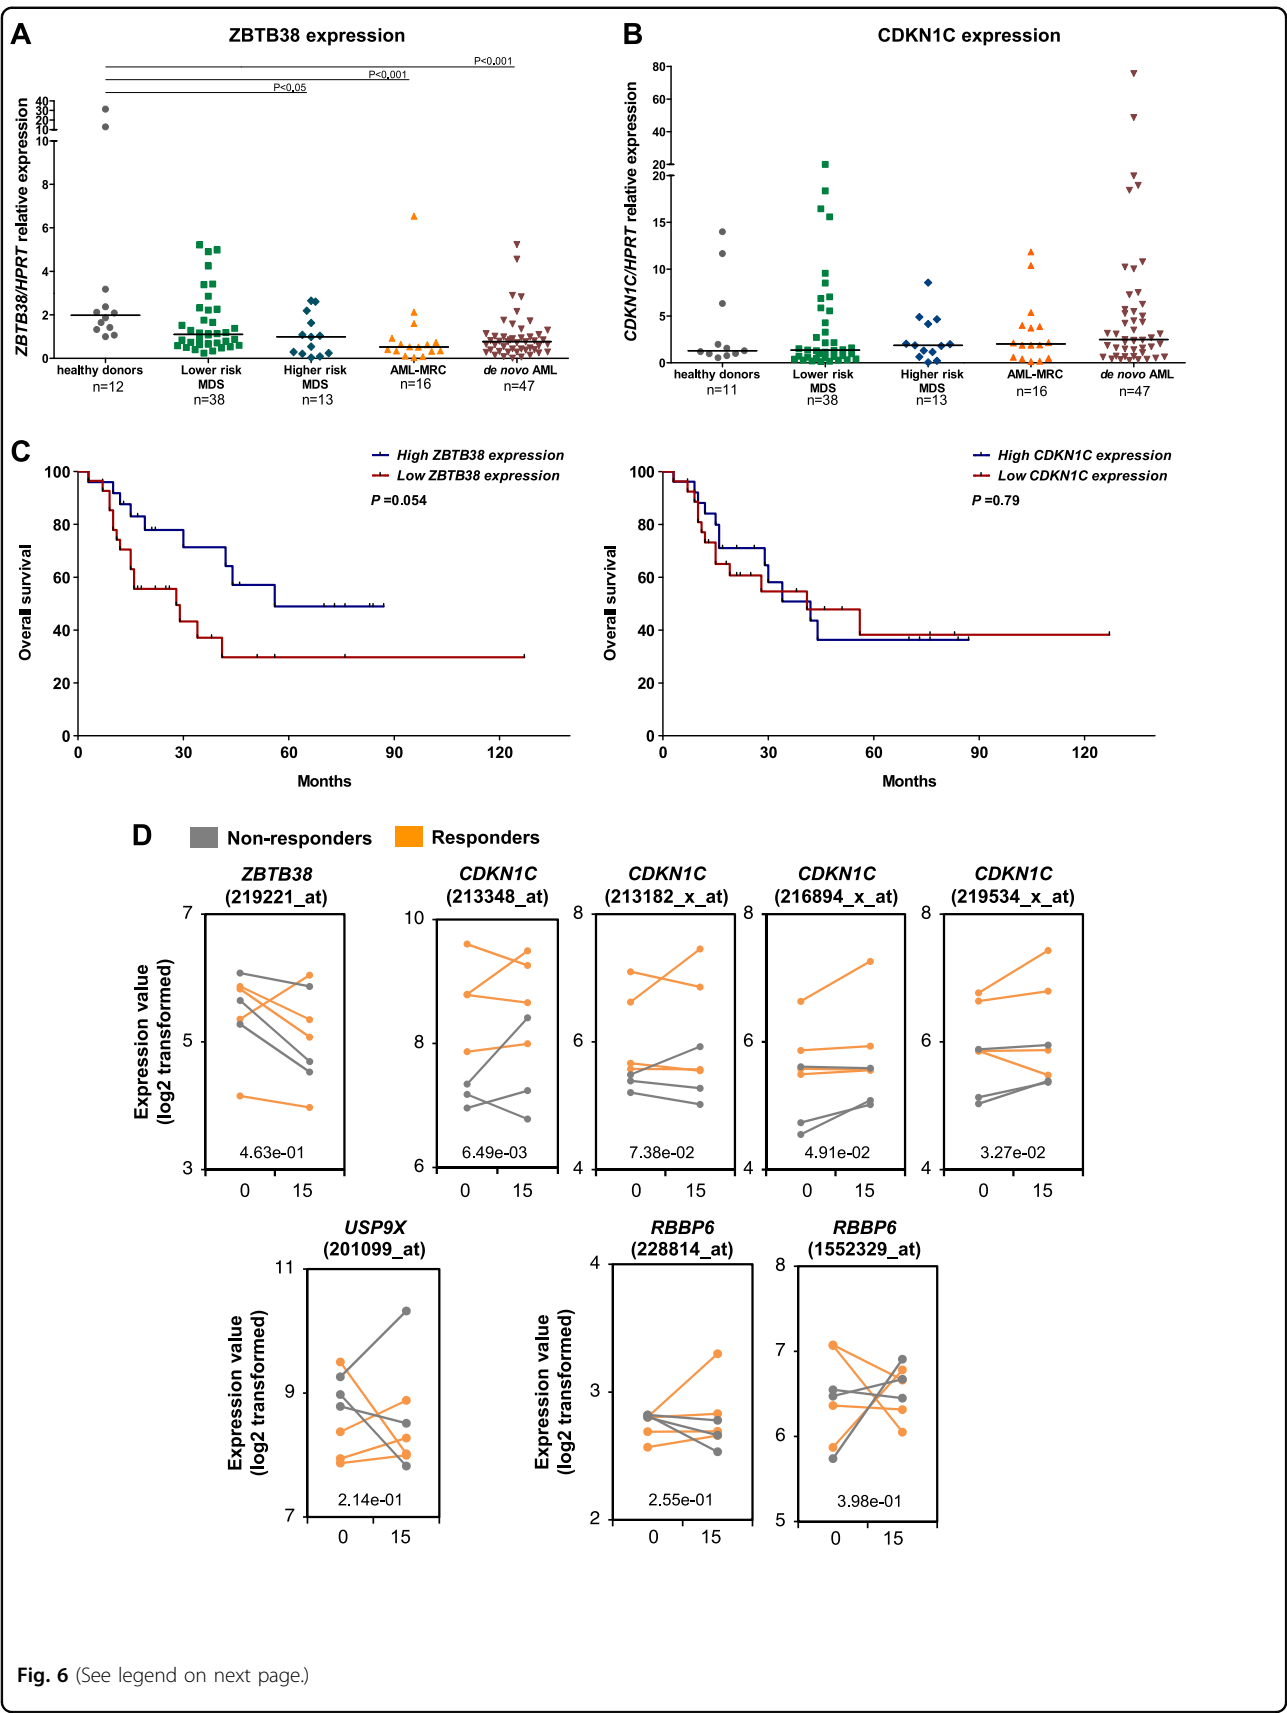 A
ZBTB38 expression
P<0.001
P<0.001
P<0.05
ZBTB38/HPRT relative expression
40
30
20
10
10
8
6
4
2
0
healthy donors
n=12
Lower risk
MDS
n=38
Higher risk
MDS
n=13
AML-MRC
n=16
de novo AML
n=47
B
CDKN1C expression
CDKN1C/HPRT relative expression
80
60
40
20
20
15
10
5
0
healthy donors
n=11
Lower risk
MDS
n=38
Higher risk
MDS
n=13
AML-MRC
n=16
de novo AML
n=47
C
High ZBTB38 expression
Low ZBTB38 expression
P =0.054
Overall survival
100
80
60
40
20
0
0 30 60 90 120
Months
High CDKN1C expression
Low CDKN1C expression
P =0.79
Overall survival
100
80
60
40
20
0
0 30 60 90 120
Months
D
Non-responders
Responders
Expression value
(log2 transformed)
ZBTB38
(219221_at)
7
5
3
4.63e-01
0 15
CDKN1C
(213348_at)
10
8
6
6.49e-03
0 15
CDKN1C
(213182_x_at)
8
6
4
7.38e-02
0 15
CDKN1C
(216894_x_at)
8
6
4
4.91e-02
0 15
CDKN1C
(219534_x_at)
8
6
4
3.27e-02
0 15
Expression value
(log2 transformed)
USP9X
(201099_at)
11
9
7
2.14e-01
0 15
Expression value
(log2 transformed)
RBBP6
(228814_at)
4
3
2
2.55e-01
0 15
RBBP6
(1552329_at)
8
7
6
5
3.98e-01
0 15
Fig. 6 (See legend on next page.)